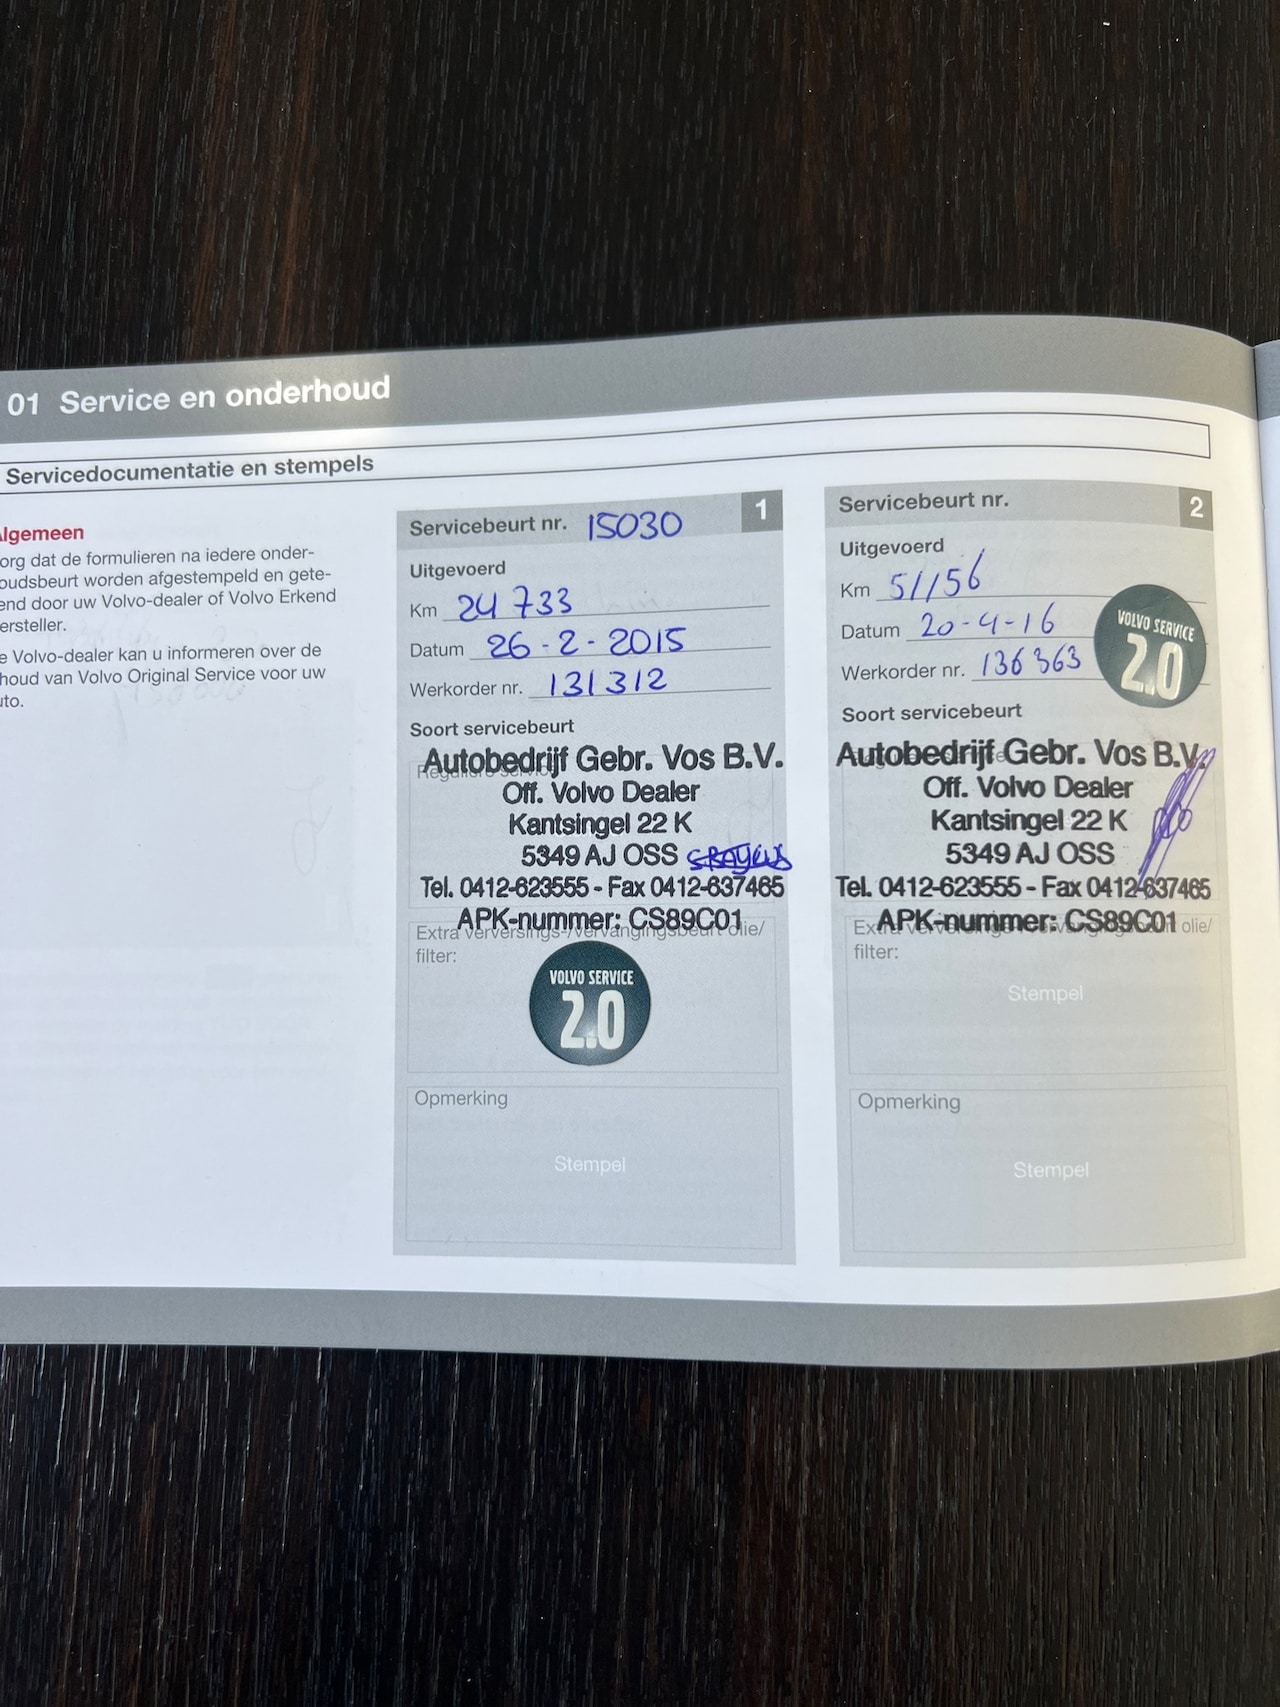 01 Service en onderhoud
Servicedocumentatie en stempels
lgemeen
org dat de formulieren na iedere onder-
oudsbeurt worden afgestempeld en gete-
end door uw Volvo-dealer of Volvo Erkend
ersteller.
e Volvo-dealer kan u informeren over de
houd van Volvo Original Service voor uw
uto.
1
Servicebeurt nr. 15030
Uitgevoerd
Km 24 733
Datum 26-2-2015
Werkorder nr. 131312
Soort servicebeurt
Autobedrijf Gebr. Vos B.V.
Off. Volvo Dealer
Kantsingel 22 K
5349 AJ OSS
Tel. 0412-623555 - Fax 0412-637465
APK-nummer: CS89C01
Extra verversings-/vervangingsbeurt olie/
filter:
VOLVO SERVICE
2.0
Opmerking
Stempel
2
Servicebeurt nr.
Uitgevoerd
Km 51156
Datum 20-4-16
Werkorder nr. 136363
VOLVO SERVICE
2.0
Soort servicebeurt
Autobedrijf Gebr. Vos B.V.
Off. Volvo Dealer
Kantsingel 22 K
5349 AJ OSS
Tel. 0412-623555 - Fax 0412-637465
APK-nummer: CS89C01
Extra verversings-/vervangingsbeurt olie/
filter:
Stempel
Opmerking
Stempel